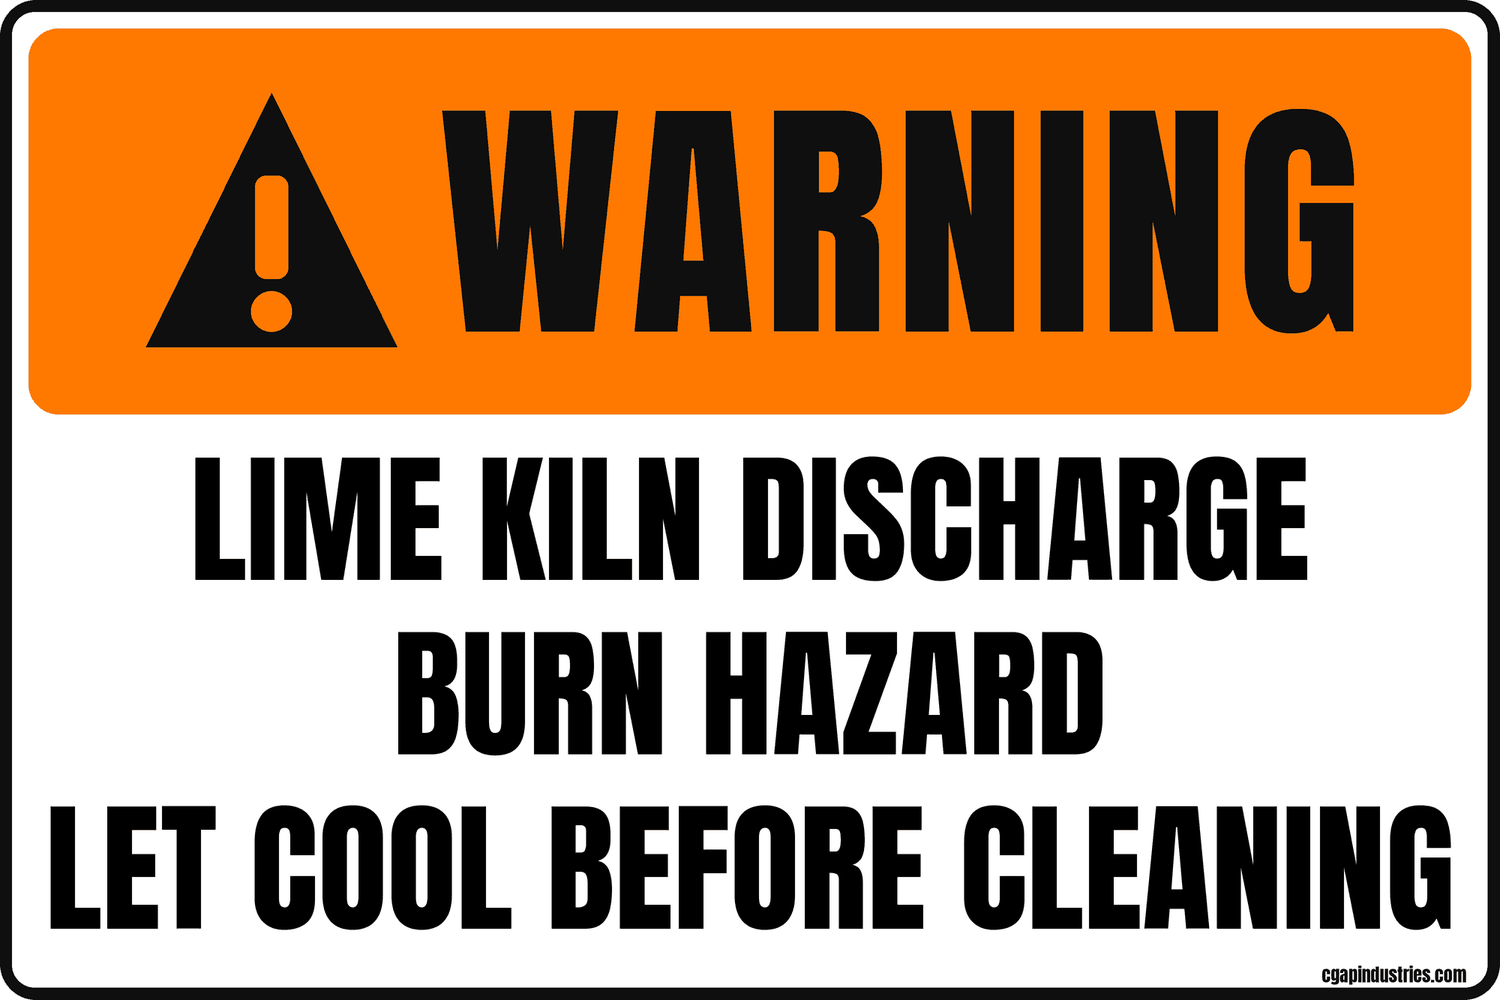 WARNING
LIME KILN DISCHARGE
BURN HAZARD
LET COOL BEFORE CLEANING
cgapindustries.com